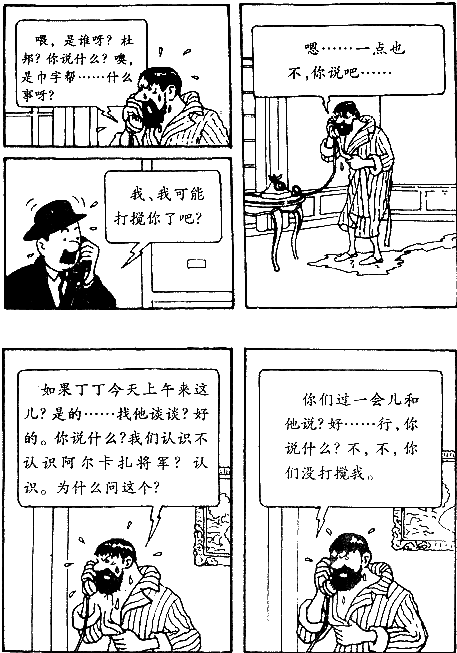 喂，是谁呀？杜
邦？你说什么？噢，
是巾字帮……什么
事呀？
我、我可能
打搅你了吧？
嗯……一点也
不，你说吧……
如果丁丁今天上午来这
儿？是的……找他谈谈？好
的。你说什么？我们认识不
认识阿尔卡扎将军？认
识。为什么问这个？
你们过一会儿和
他说？好……行，你
说什么？不，不，你
们没打搅我。